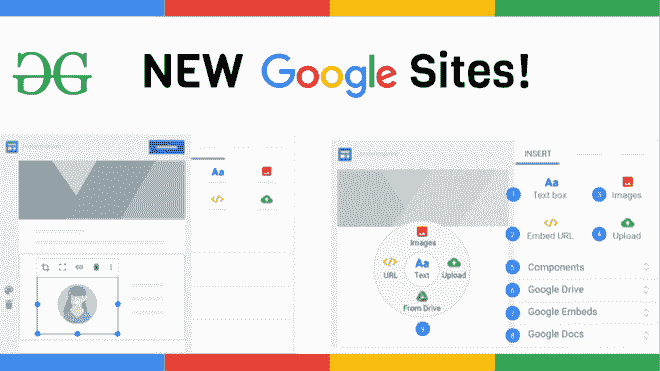 NEW Google Sites!
Aa
INSERT
1 Aa Text box
3 Images
2 Embed URL
4 Upload
Images
URL
Aa Text
Upload
From Drive
9
5 Components
6 Google Drive
7 Google Embeds
8 Google Docs